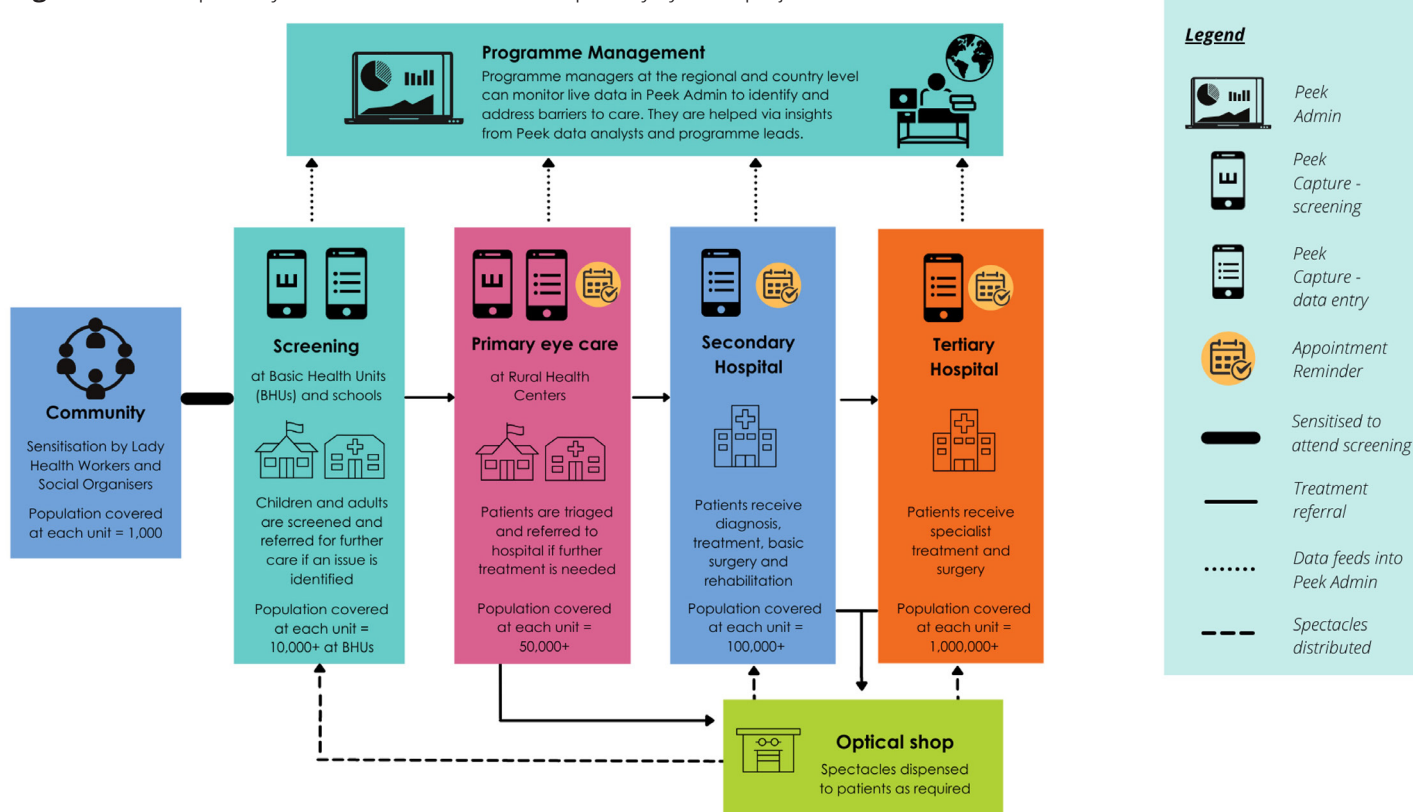 Programme Management
Programme managers at the regional and country level
can monitor live data in Peek Admin to identify and
address barriers to care. They are helped via insights
from Peek data analysts and programme leads.
Community
Sensitisation by Lady
Health Workers and
Social Organisers
Population covered
at each unit = 1,000
Screening
at Basic Health Units
(BHUs) and schools
Children and adults
are screened and
referred for further
care if an issue is
identified
Population covered
at each unit =
10,000+ at BHUs
Primary eye care
at Rural Health
Centers
Patients are triaged
and referred to
hospital if further
treatment is needed
Population covered
at each unit =
50,000+
Secondary
Hospital
Patients receive
diagnosis,
treatment, basic
surgery and
rehabilitation
Population covered
at each unit =
100,000+
Tertiary
Hospital
Patients receive
specialist
treatment and
surgery
Population covered
at each unit =
1,000,000+
Optical shop
Spectacles dispensed
to patients as required
Legend
Peek
Admin
Peek
Capture -
screening
Peek
Capture -
data entry
Appointment
Reminder
Sensitised to
attend screening
Treatment
referral
Data feeds into
Peek Admin
Spectacles
distributed